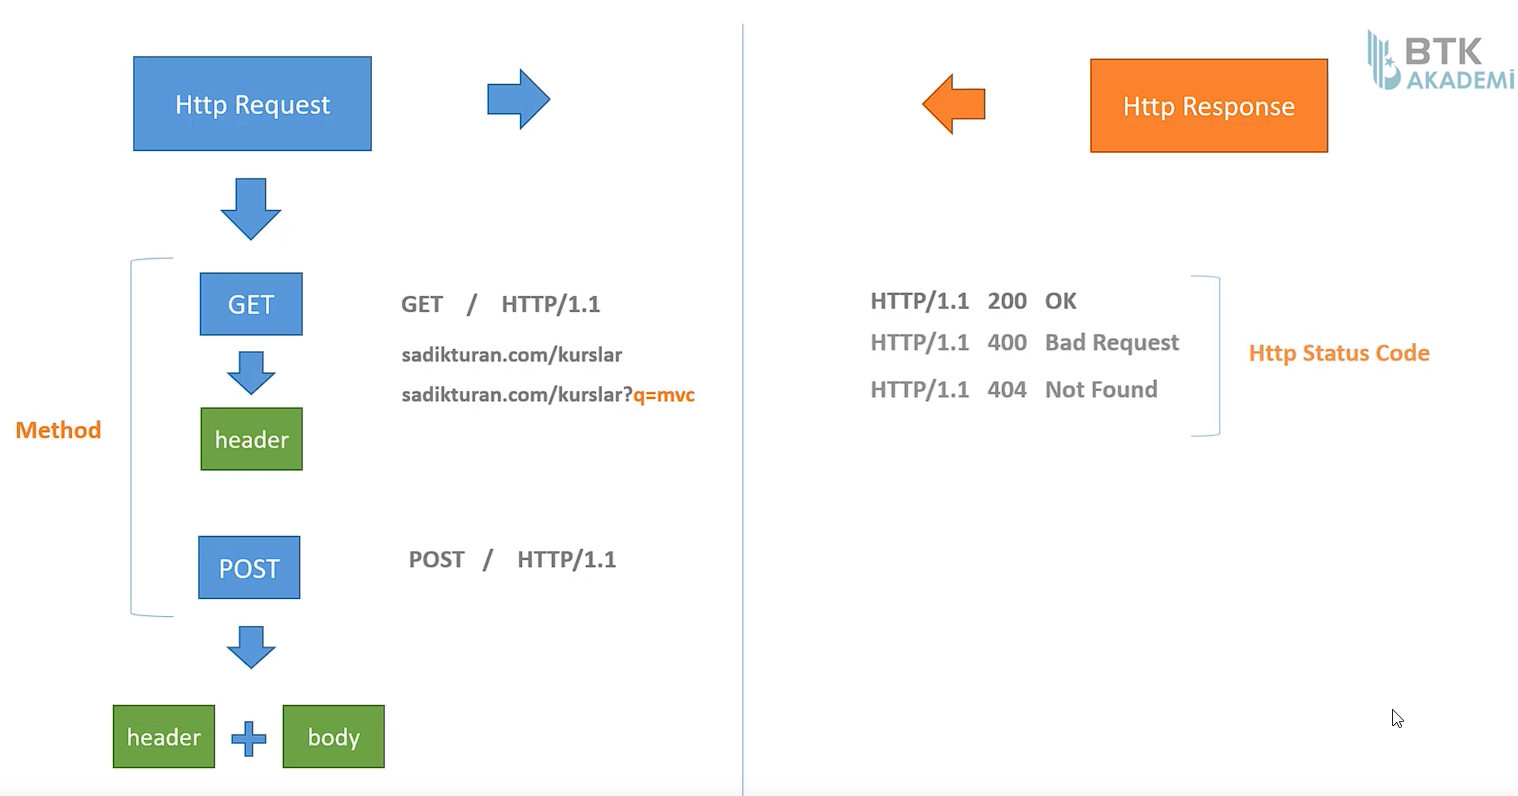 Http Request
GET
header
Method
POST
header
body
GET / HTTP/1.1
sadikturan.com/kurslar
sadikturan.com/kurslar?q=mvc
POST / HTTP/1.1
BTK
AKADEMİ
Http Response
HTTP/1.1 200 OK
HTTP/1.1 400 Bad Request
HTTP/1.1 404 Not Found
Http Status Code